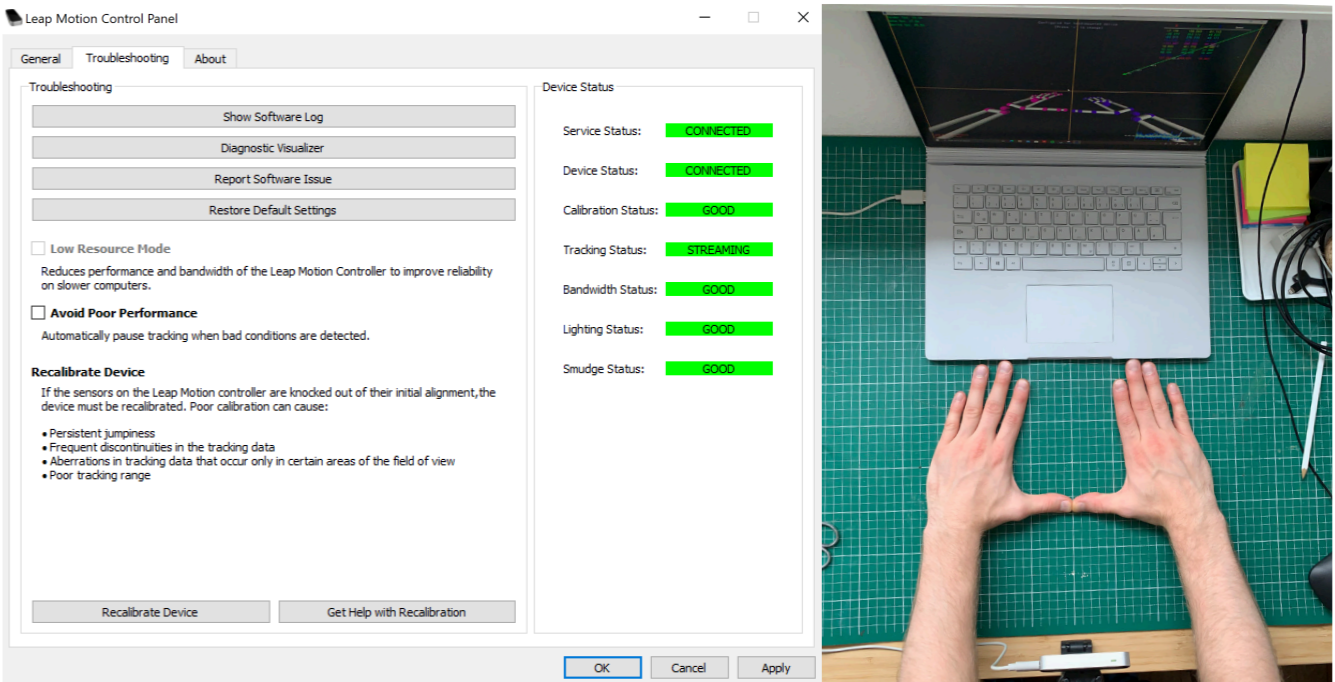 Leap Motion Control Panel
General Troubleshooting About
Troubleshooting
Show Software Log
Diagnostic Visualizer
Report Software Issue
Restore Default Settings
Low Resource Mode
Reduces performance and bandwidth of the Leap Motion Controller to improve reliability
on slower computers.
Avoid Poor Performance
Automatically pause tracking when bad conditions are detected.
Recalibrate Device
If the sensors on the Leap Motion controller are knocked out of their initial alignment,the
device must be recalibrated. Poor calibration can cause:
• Persistent jumpiness
• Frequent discontinuities in the tracking data
• Aberrations in tracking data that occur only in certain areas of the field of view
• Poor tracking range
Recalibrate Device
Get Help with Recalibration
Device Status
Service Status: CONNECTED
Device Status: CONNECTED
Calibration Status: GOOD
Tracking Status: STREAMING
Bandwidth Status: GOOD
Lighting Status: GOOD
Smudge Status: GOOD
OK
Cancel
Apply